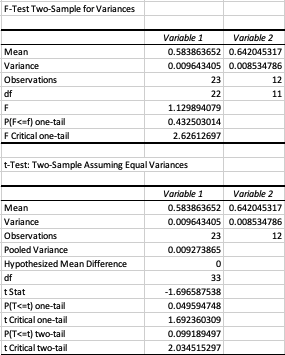 F-Test Two-Sample for Variances
Variable 1 Variable 2
Mean 0.583863652 0.642045317
Variance 0.009643405 0.008534786
Observations 23 12
df 22 11
F 1.129894079
P(F<=f) one-tail 0.432503014
F Critical one-tail 2.62612697
t-Test: Two-Sample Assuming Equal Variances
Variable 1 Variable 2
Mean 0.583863652 0.642045317
Variance 0.009643405 0.008534786
Observations 23 12
Pooled Variance 0.009273865
Hypothesized Mean Difference 0
df 33
t Stat -1.696587538
P(T<=t) one-tail 0.049594748
t Critical one-tail 1.692360309
P(T<=t) two-tail 0.099189497
t Critical two-tail 2.034515297